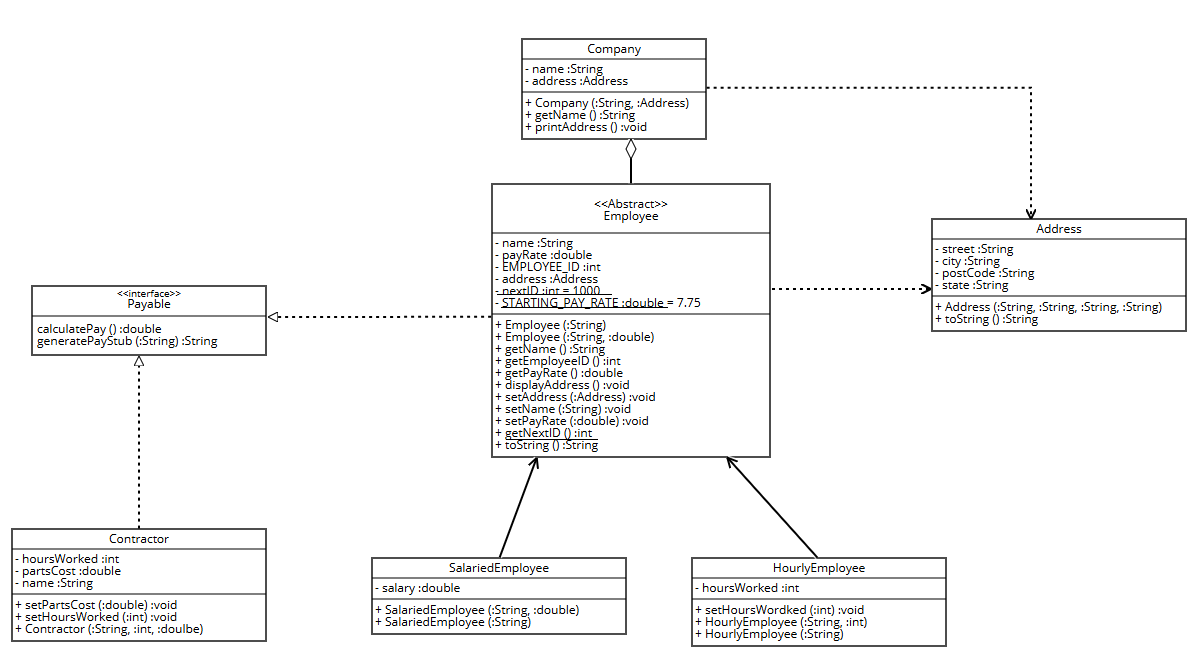 Company
- name :String
- address :Address
+ Company (:String, :Address)
+ getName () :String
+ printAddress () :void
<<Abstract>>
Employee
- name :String
- payRate :double
- EMPLOYEE_ID :int
- address :Address
- nextID :int = 1000
- STARTING_PAY_RATE :double = 7.75
+ Employee (:String)
+ Employee (:String, :double)
+ getName () :String
+ getEmployeeID () :int
+ getPayRate () :double
+ displayAddress () :void
+ setAddress (:Address) :void
+ setName (:String) :void
+ setPayRate (:double) :void
+ getNextID () :int
+ toString () :String
Address
- street :String
- city :String
- postCode :String
- state :String
+ Address (:String, :String, :String, :String)
+ toString () :String
<<interface>>
Payable
calculatePay () :double
generatePayStub (:String) :String
Contractor
- hoursWorked :int
- partsCost :double
- name :String
+ setPartsCost (:double) :void
+ setHoursWorked (:int) :void
+ Contractor (:String, :int, :doulbe)
SalariedEmployee
- salary :double
+ SalariedEmployee (:String, :double)
+ SalariedEmployee (:String)
HourlyEmployee
- hoursWorked :int
+ setHoursWordked (:int) :void
+ HourlyEmployee (:String, :int)
+ HourlyEmployee (:String)